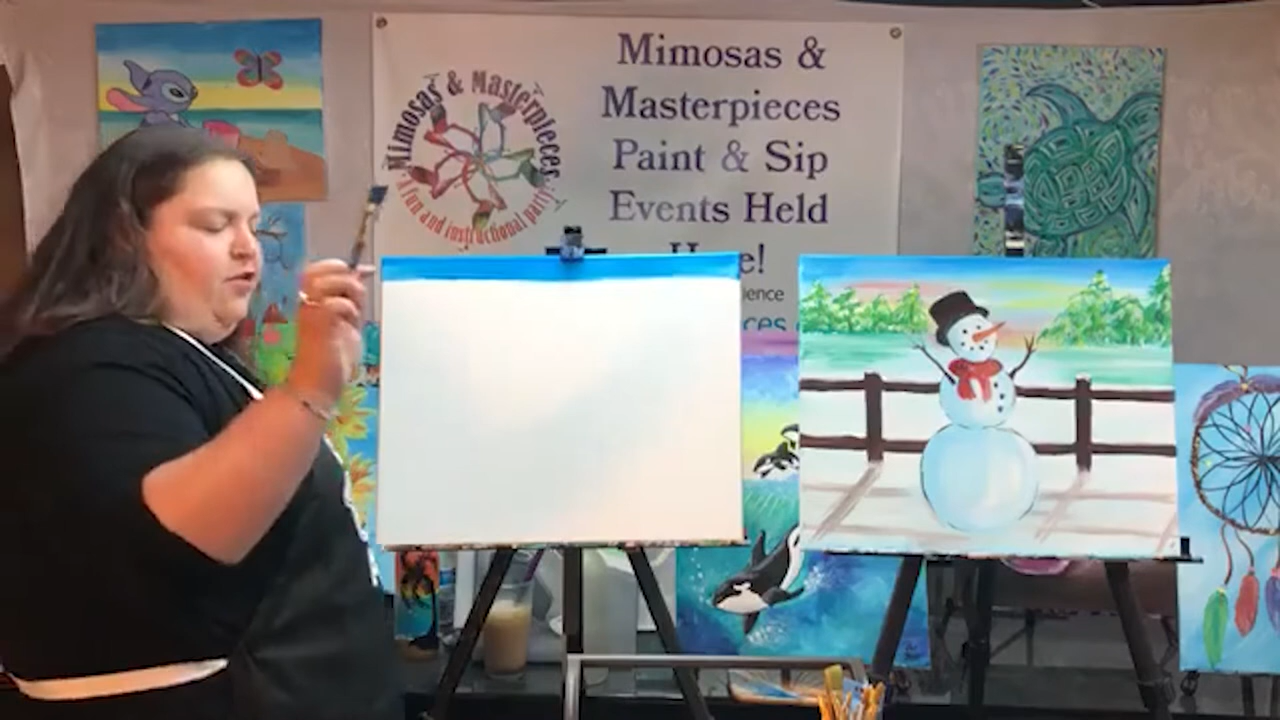 Mimosas & Masterpieces
A fun and instructional party
Mimosas &
Masterpieces
Paint & Sip
Events Held